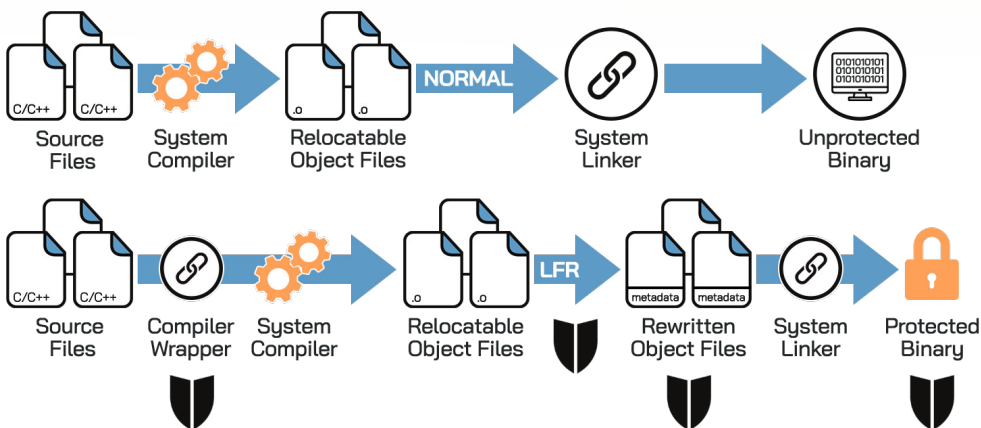 C/C++
C/C++
.o
.o
NORMAL
0101010101
0101010101
0101010101
Source
Files
System
Compiler
Relocatable
Object Files
System
Linker
Unprotected
Binary
C/C++
C/C++
.o
.o
LFR
metadata
metadata
Source
Files
Compiler
Wrapper
System
Compiler
Relocatable
Object Files
Rewritten
Object Files
System
Linker
Protected
Binary